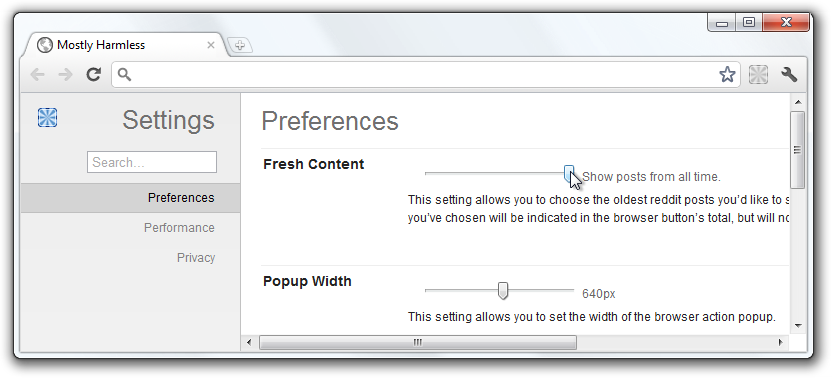 Mostly Harmless
Settings
Search...
Preferences
Performance
Privacy
Preferences
Fresh Content
Show posts from all time.
This setting allows you to choose the oldest reddit posts you'd like to s
you've chosen will be indicated in the browser button's total, but will no
Popup Width
640px
This setting allows you to set the width of the browser action popup.